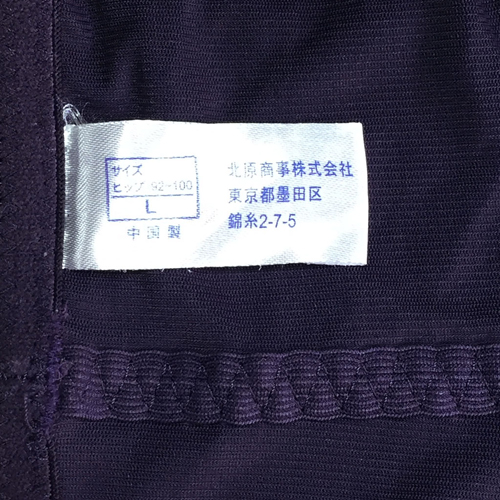 サイズ
ヒップ 92-100
L
中国製
北原商事株式会社
東京都墨田区
錦糸2-7-5